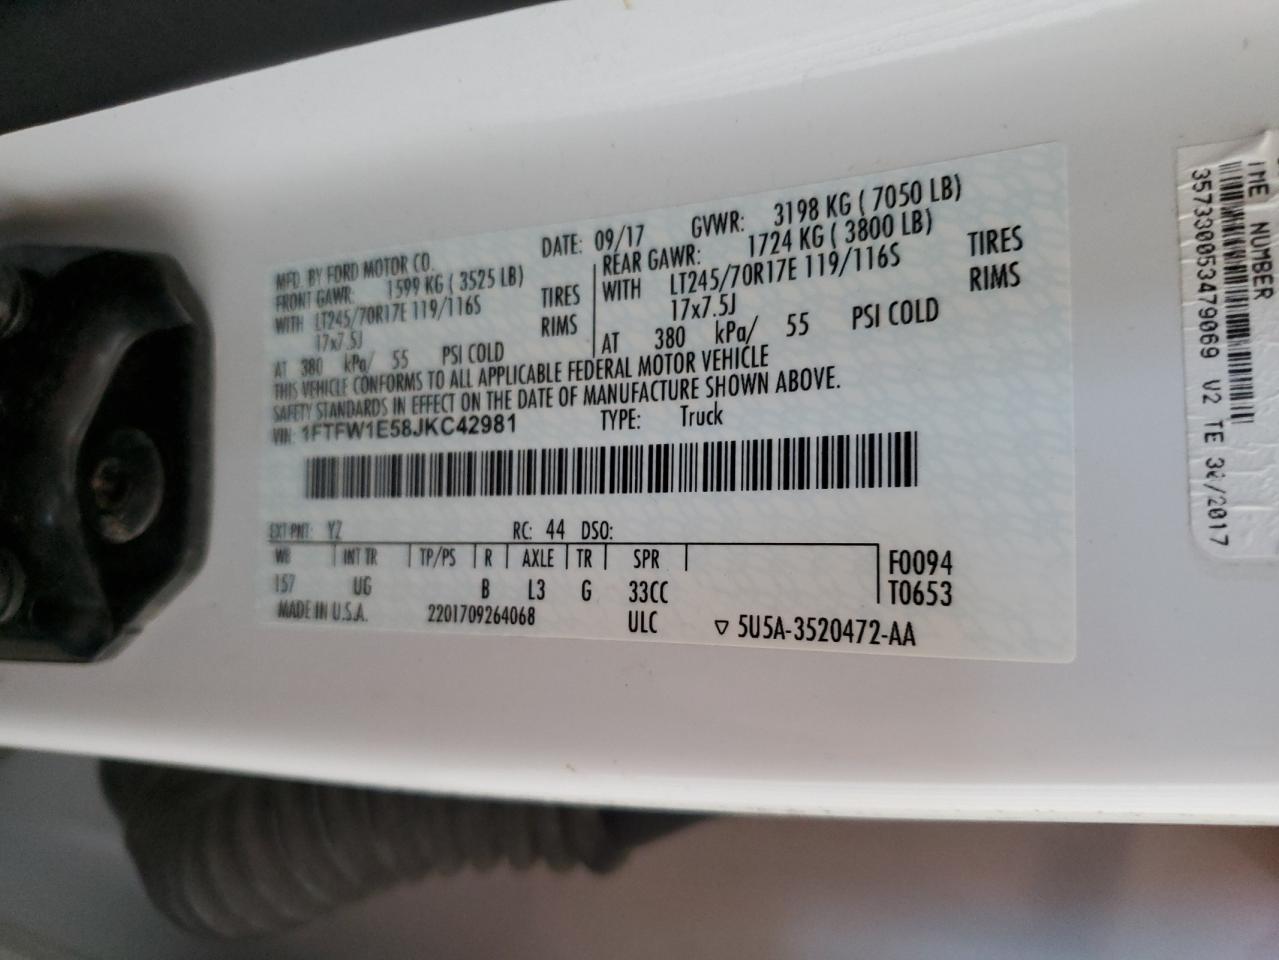 MFD. BY FORD MOTOR CO.
DATE: 09/17 GVWR: 3198 KG ( 7050 LB)
FRONT GAWR: 1599 KG ( 3525 LB)
REAR GAWR: 1724 KG ( 3800 LB)
WITH LT245/70R17E 119/116S TIRES
WITH LT245/70R17E 119/116S TIRES
17x7.5J RIMS
17x7.5J RIMS
AT 380 kPa/ 55 PSI COLD
AT 380 kPa/ 55 PSI COLD
THIS VEHICLE CONFORMS TO ALL APPLICABLE FEDERAL MOTOR VEHICLE
SAFETY STANDARDS IN EFFECT ON THE DATE OF MANUFACTURE SHOWN ABOVE.
VIN: 1FTFW1E58JKC42981 TYPE: Truck
EXT PNT: YZ RC: 44 DSO:
WB INT TR TP/PS R AXLE TR SPR F0094
157 UG B L3 G 33CC T0653
MADE IN U.S.A. 2201709264068 ULC ▽ 5U5A-3520472-AA
NUMBER
357330053479069 V2 TE /2017